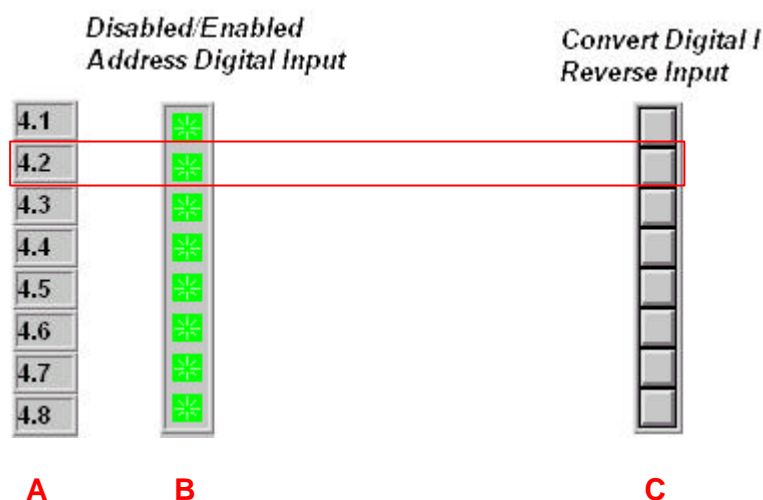 Disabled/Enabled
Address Digital Input
Convert Digital I
Reverse Input
4.1
4.2
4.3
4.4
4.5
4.6
4.7
4.8
A B C